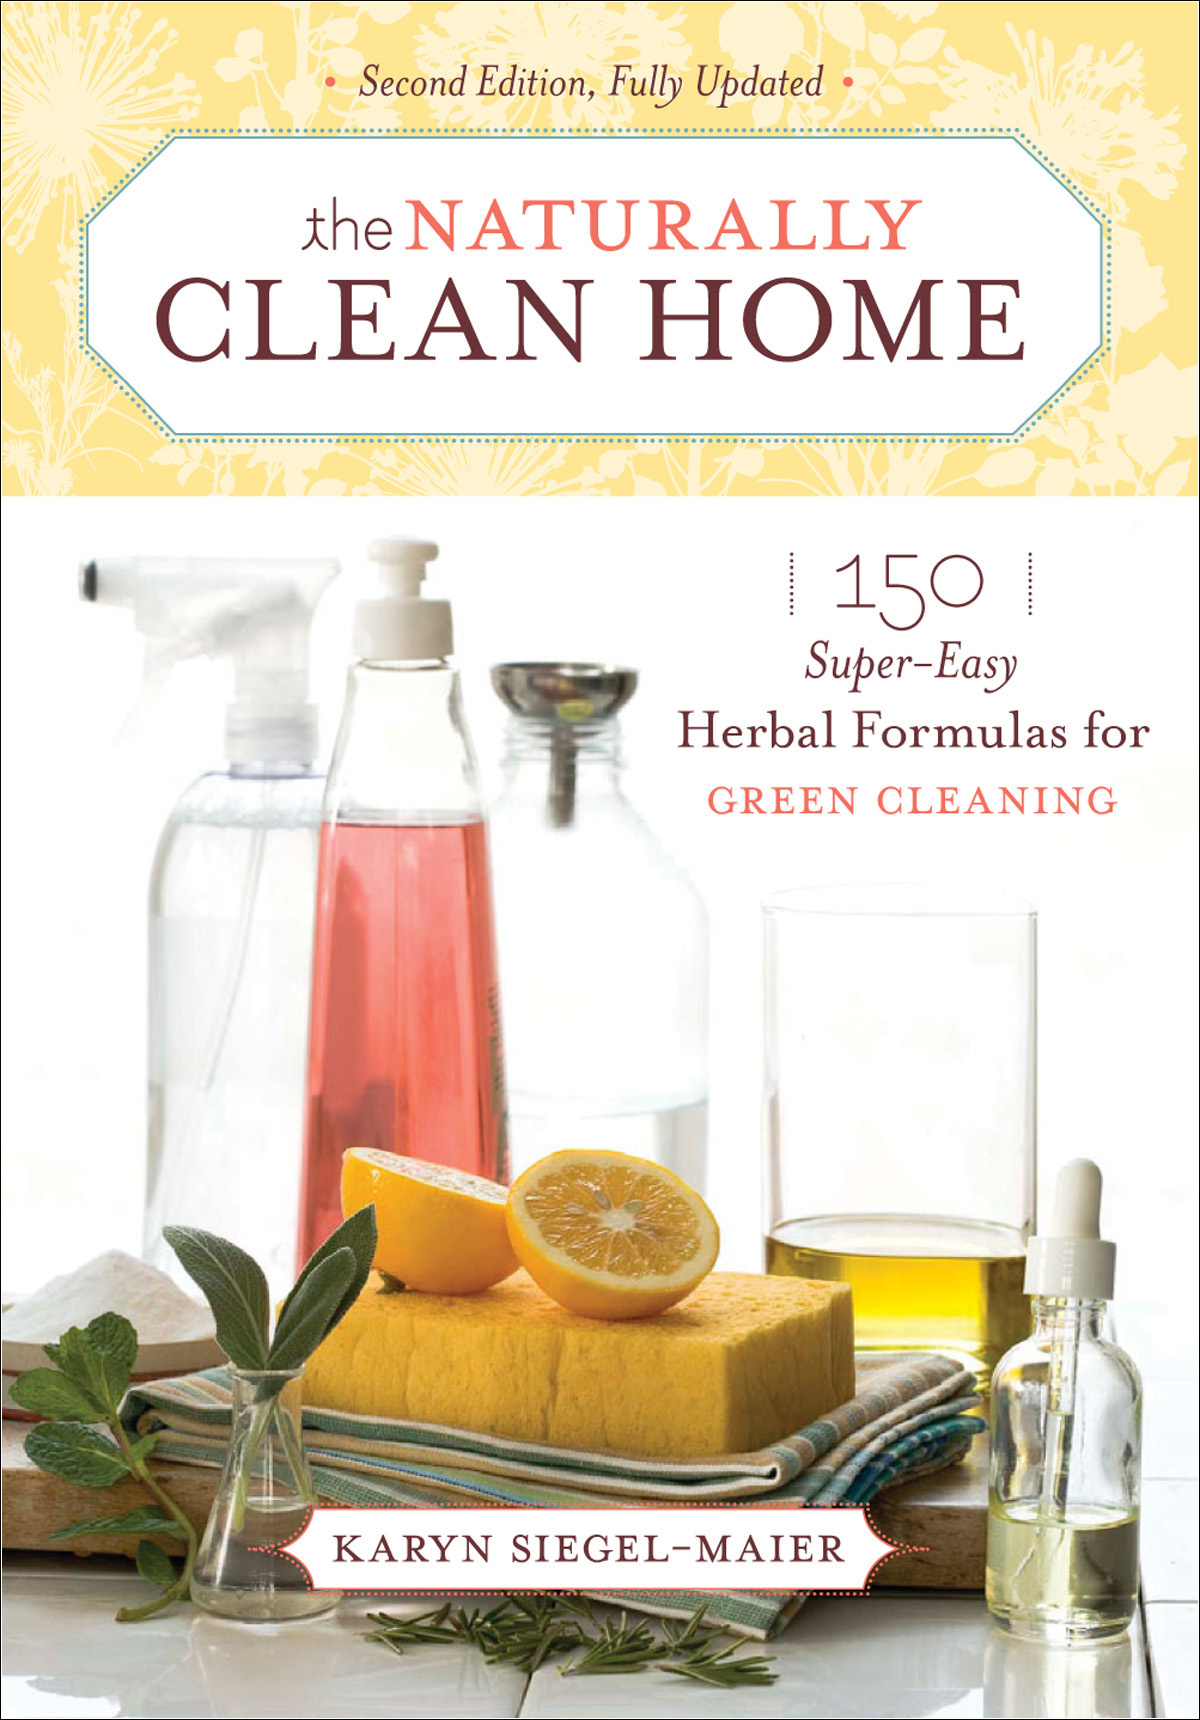 • Second Edition, Fully Updated •
the NATURALLY
CLEAN HOME
150
Super-Easy
Herbal Formulas for
GREEN CLEANING
KARYN SIEGEL-MAIER